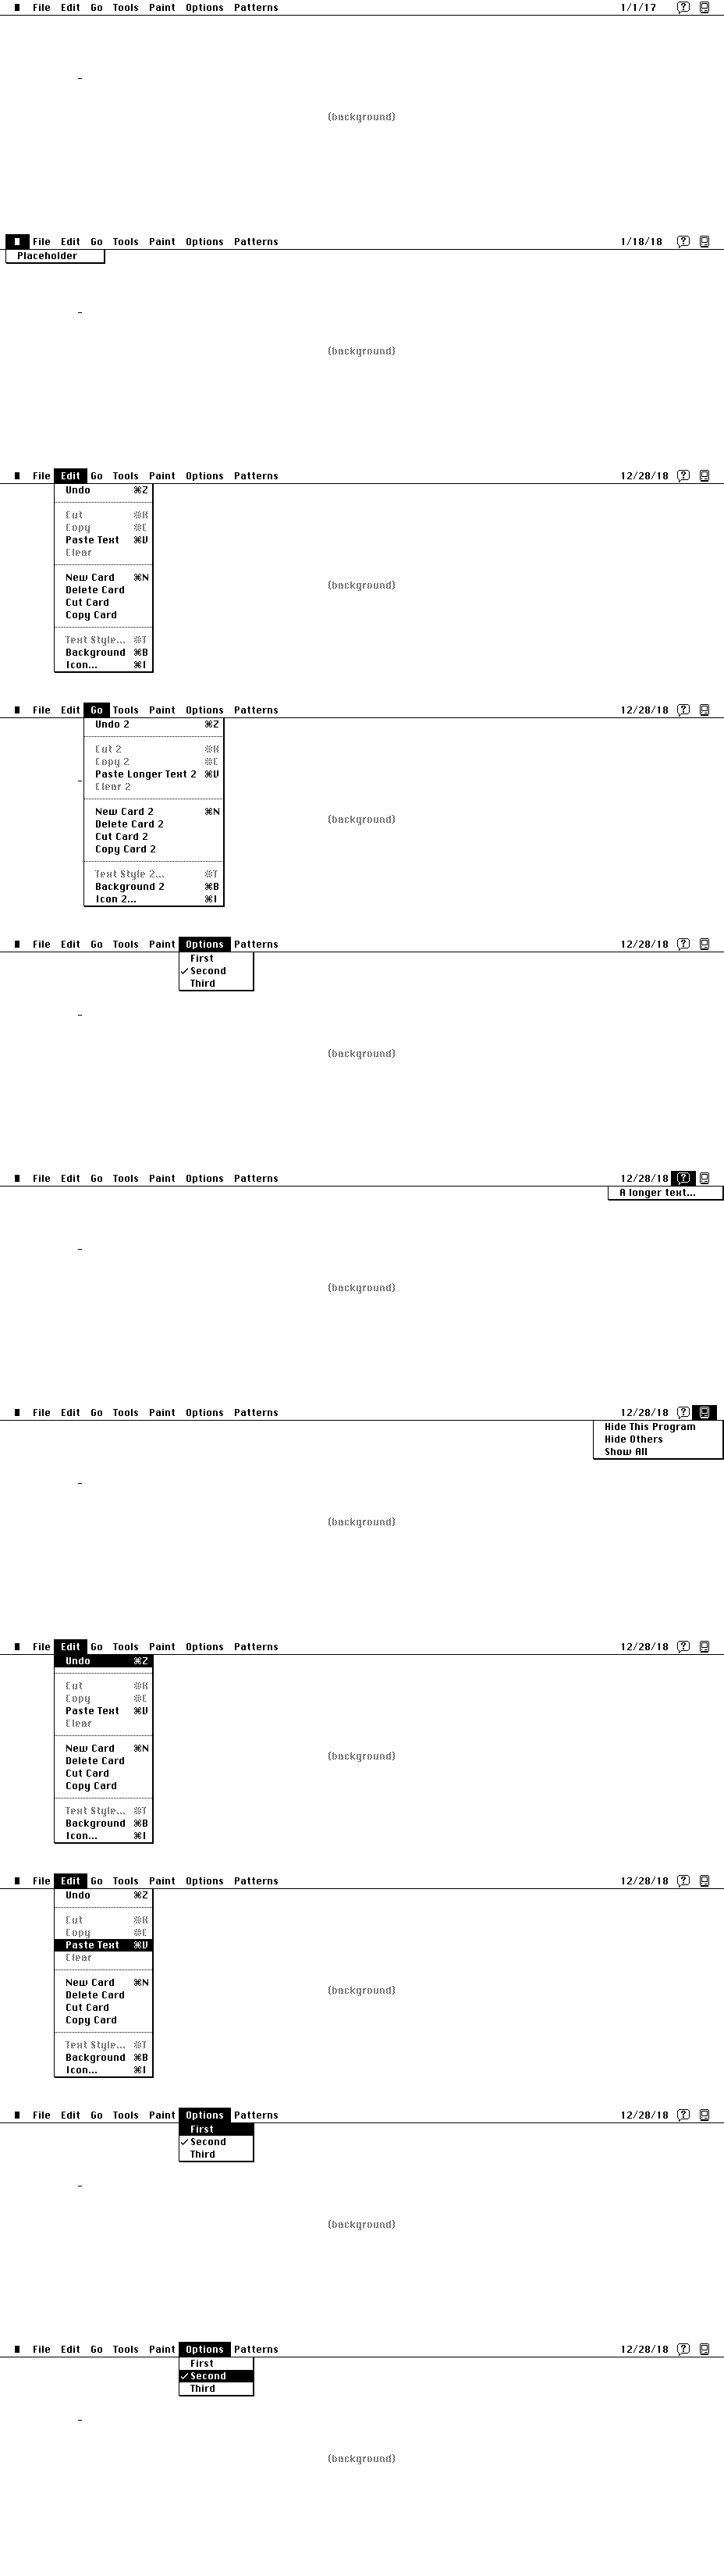 File Edit Go Tools Paint Options Patterns 1/1/17
(background)
File Edit Go Tools Paint Options Patterns 1/18/18
Placeholder
(background)
File Edit Go Tools Paint Options Patterns 12/28/18
Undo ⌘Z
Cut ⌘X
Copy ⌘C
Paste Text ⌘V
Clear
(background)
New Card ⌘N
Delete Card
Cut Card
Copy Card
Text Style... ⌘T
Background ⌘B
Icon... ⌘I
File Edit Go Tools Paint Options Patterns 12/28/18
Undo 2 ⌘Z
Cut 2 ⌘X
Copy 2 ⌘C
Paste Longer Text 2 ⌘V
Clear 2
(background)
New Card 2 ⌘N
Delete Card 2
Cut Card 2
Copy Card 2
Text Style 2... ⌘T
Background 2 ⌘B
Icon 2... ⌘I
File Edit Go Tools Paint Options Patterns 12/28/18
First
✓ Second
Third
(background)
File Edit Go Tools Paint Options Patterns 12/28/18
A longer text...
(background)
File Edit Go Tools Paint Options Patterns 12/28/18
Hide This Program
Hide Others
Show All
(background)
File Edit Go Tools Paint Options Patterns 12/28/18
Undo ⌘Z
Cut ⌘X
Copy ⌘C
Paste Text ⌘V
Clear
(background)
New Card ⌘N
Delete Card
Cut Card
Copy Card
Text Style... ⌘T
Background ⌘B
Icon... ⌘I
File Edit Go Tools Paint Options Patterns 12/28/18
Undo ⌘Z
Cut ⌘X
Copy ⌘C
Paste Text ⌘V
Clear
(background)
New Card ⌘N
Delete Card
Cut Card
Copy Card
Text Style... ⌘T
Background ⌘B
Icon... ⌘I
File Edit Go Tools Paint Options Patterns 12/28/18
First
✓ Second
Third
(background)
File Edit Go Tools Paint Options Patterns 12/28/18
First
✓ Second
Third
(background)